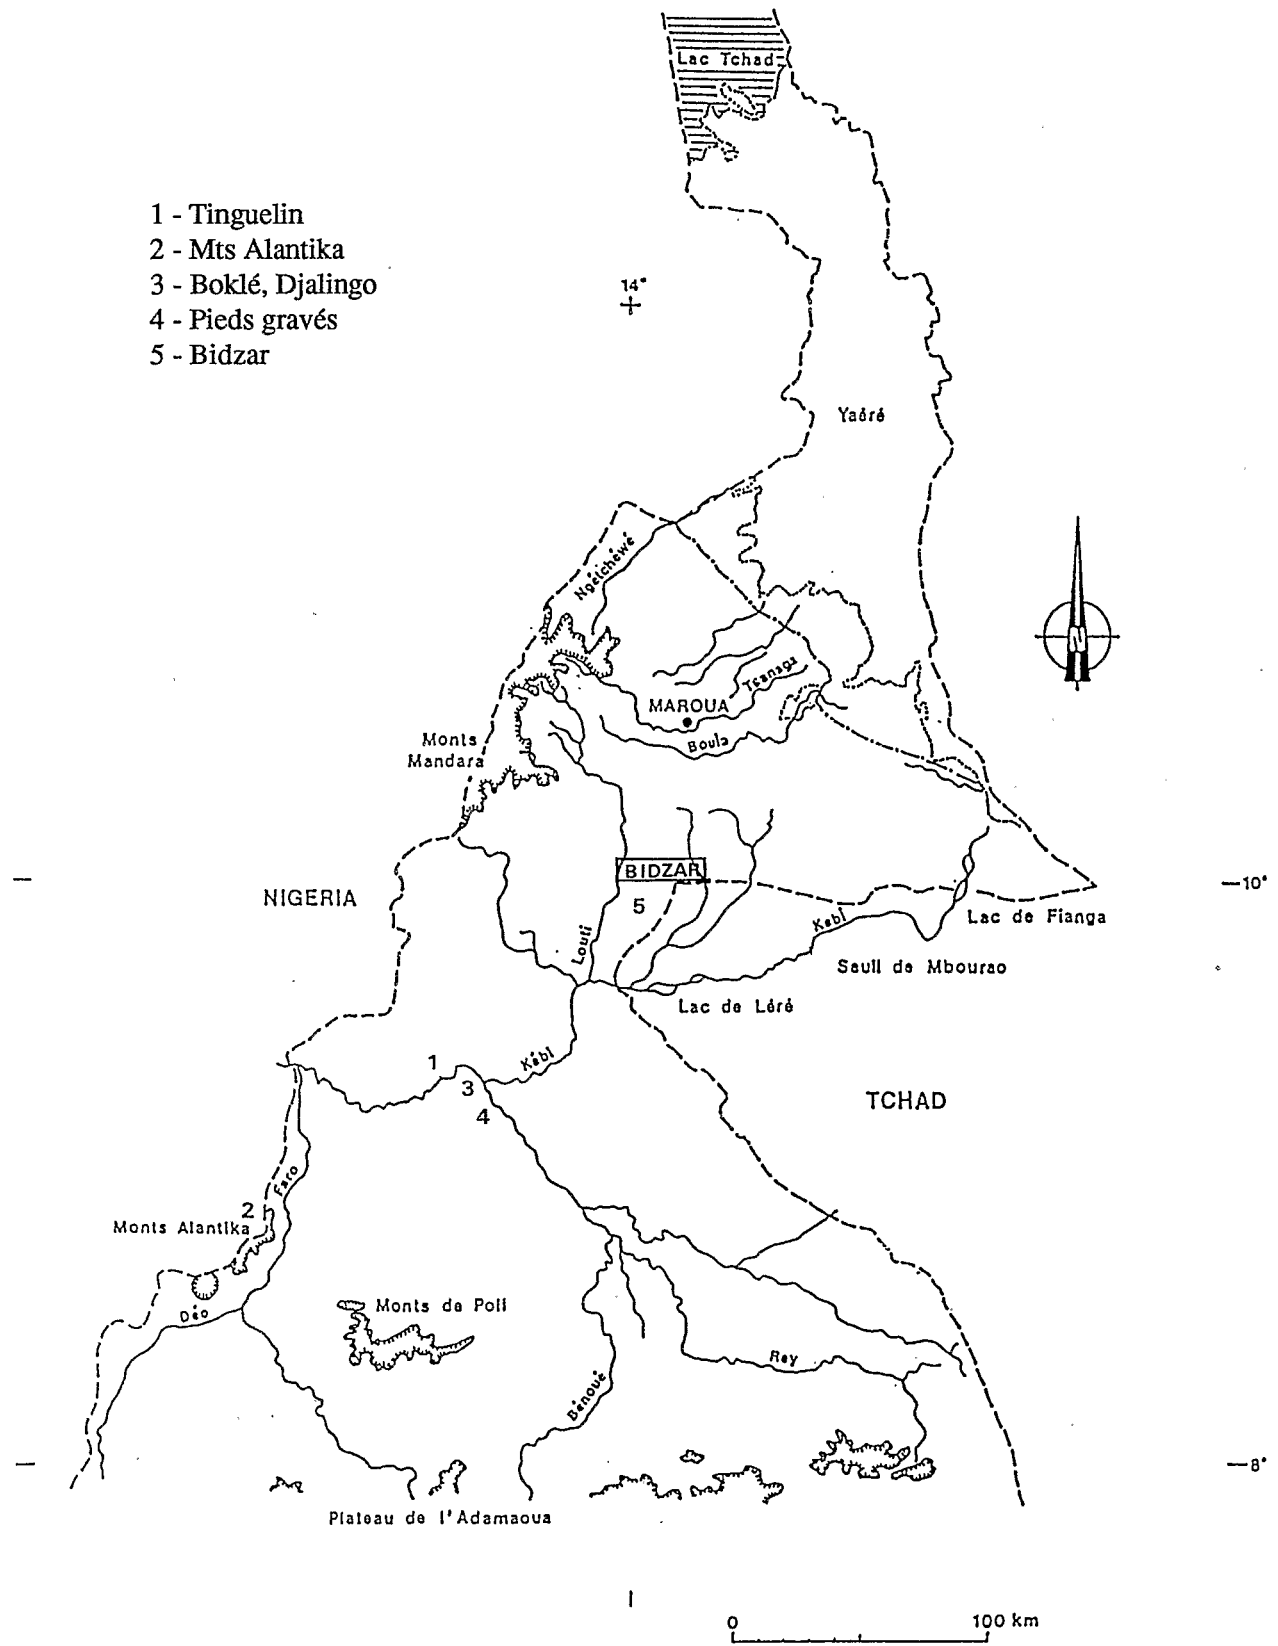 Lac Tchad
1 - Tinguelin
2 - Mts Alantika
3 - Boklé, Djalingo
4 - Pieds gravés
5 - Bidzar
14°
Yaéré
Ngétchéwé
N
Tsanaga
MAROUA
Boula
Monts
Mandara
BIDZAR
10°
NIGERIA
5
Lac de Fianga
Kebi
Louti
Seuil de Mbourao
Lac de Léré
Kébi
1
3
4
TCHAD
Faro
2
Monts Alantika
Déo
Monts de Poli
Rey
Bénoué
8°
Plateau de l'Adamaoua
0
100 km